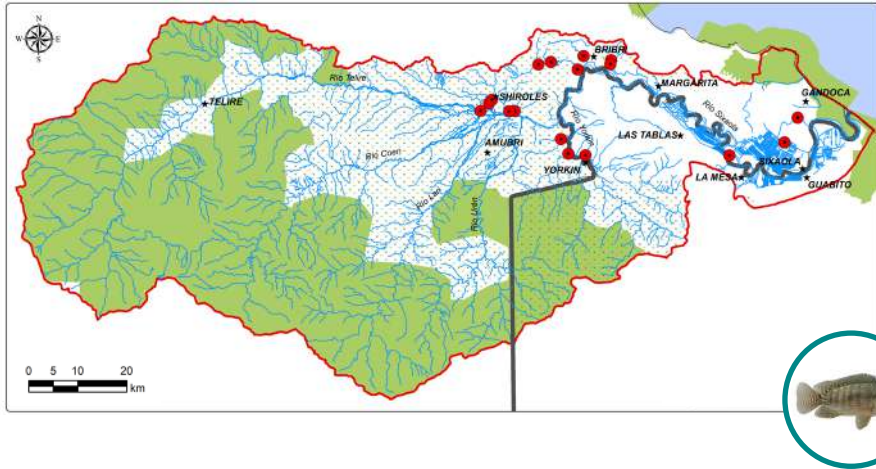 N
W E
S
BRIBRI
Río Telire
MARGARITA
TELIRE
SHIROLES
GANDOCA
Río Sixaola
Río Yorkin
LAS TABLAS
Río Coen
AMUBRI
SIXAOLA
YORKIN
LA MESA
GUABITO
Río Lari
Río Urén
0 5 10 20
km